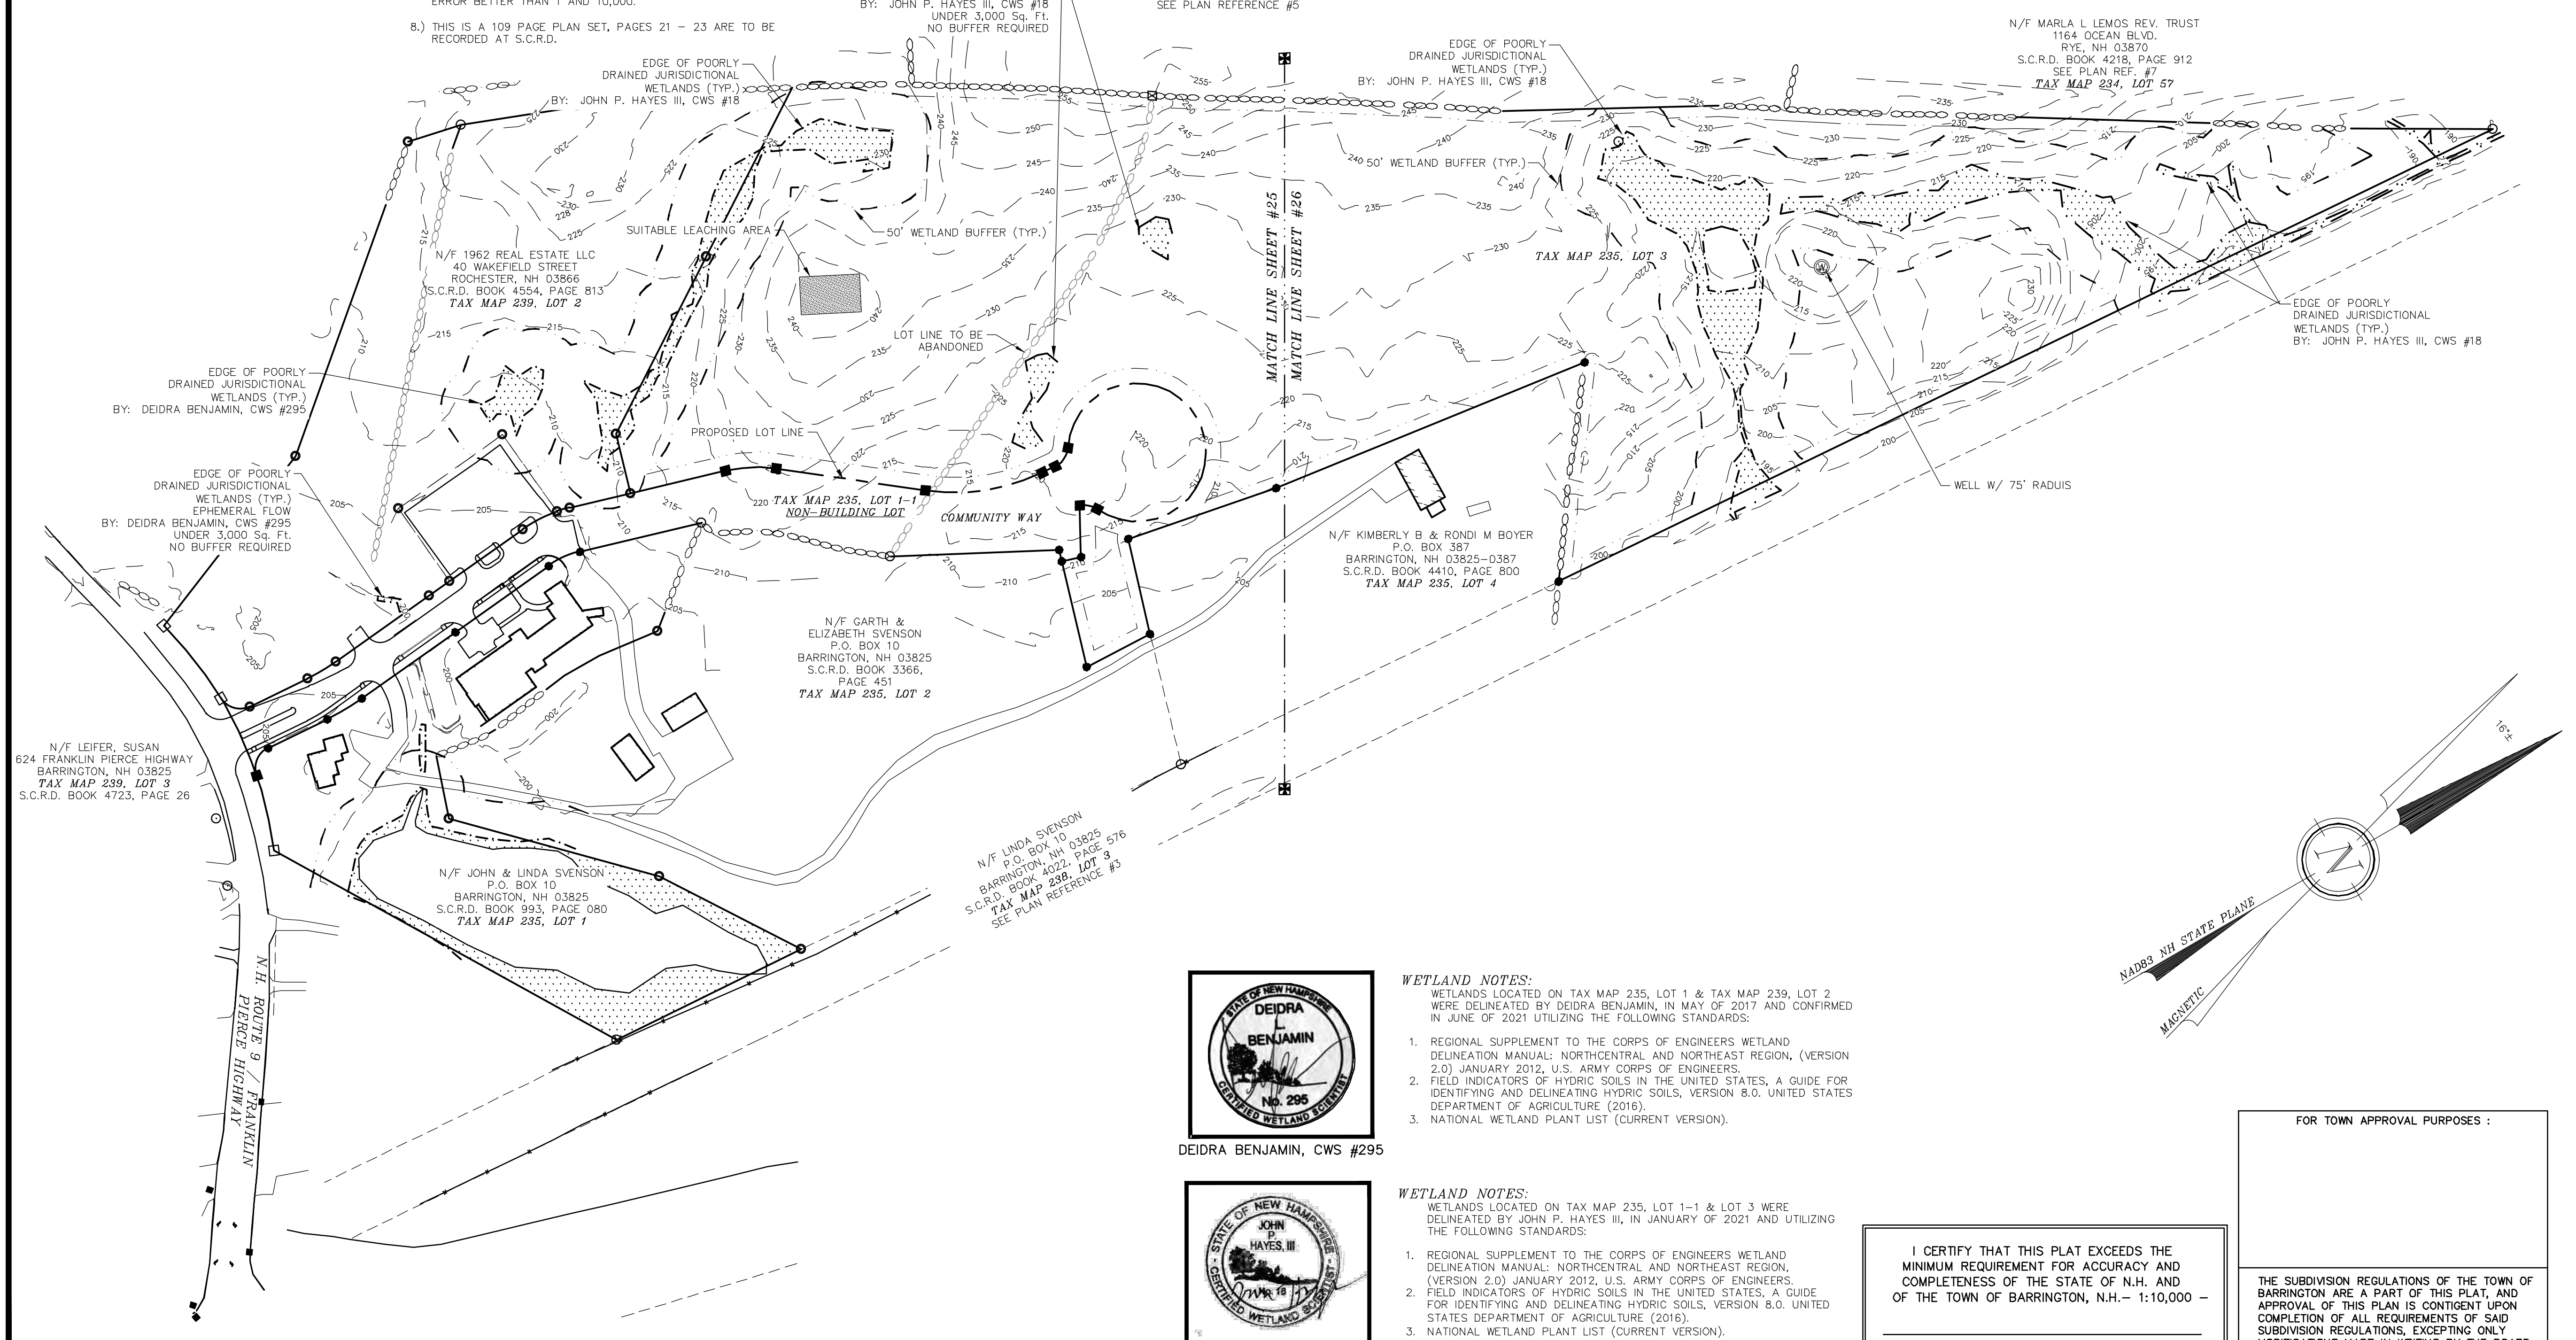 ERROR BETTER THAN 1 AND 10,000.
8.) THIS IS A 109 PAGE PLAN SET, PAGES 21 - 23 ARE TO BE
RECORDED AT S.C.R.D.
BY: JOHN P. HAYES III, CWS #18
UNDER 3,000 Sq. Ft.
NO BUFFER REQUIRED
SEE PLAN REFERENCE #5
EDGE OF POORLY
DRAINED JURISDICTIONAL
WETLANDS (TYP.)
BY: JOHN P. HAYES III, CWS #18
EDGE OF POORLY
DRAINED JURISDICTIONAL
WETLANDS (TYP.)
BY: JOHN P. HAYES III, CWS #18
N/F MARLA L LEMOS REV. TRUST
1164 OCEAN BLVD.
RYE, NH 03870
S.C.R.D. BOOK 4218, PAGE 912
SEE PLAN REF. #7
TAX MAP 234, LOT 57
50' WETLAND BUFFER (TYP.)
SUITABLE LEACHING AREA
50' WETLAND BUFFER (TYP.)
N/F 1962 REAL ESTATE LLC
40 WAKEFIELD STREET
ROCHESTER, NH 03866
S.C.R.D. BOOK 4554, PAGE 813
TAX MAP 239, LOT 2
MATCH LINE SHEET #25
MATCH LINE SHEET #26
TAX MAP 235, LOT 3
LOT LINE TO BE
ABANDONED
EDGE OF POORLY
DRAINED JURISDICTIONAL
WETLANDS (TYP.)
BY: JOHN P. HAYES III, CWS #18
EDGE OF POORLY
DRAINED JURISDICTIONAL
WETLANDS (TYP.)
BY: DEIDRA BENJAMIN, CWS #295
PROPOSED LOT LINE
EDGE OF POORLY
DRAINED JURISDICTIONAL
WETLANDS (TYP.)
EPHEMERAL FLOW
BY: DEIDRA BENJAMIN, CWS #295
UNDER 3,000 Sq. Ft.
NO BUFFER REQUIRED
TAX MAP 235, LOT 1-1
NON-BUILDING LOT
COMMUNITY WAY
WELL W/ 75' RADUIS
N/F KIMBERLY B & RONDI M BOYER
P.O. BOX 387
BARRINGTON, NH 03825-0387
S.C.R.D. BOOK 4410, PAGE 800
TAX MAP 235, LOT 4
N/F GARTH &
ELIZABETH SVENSON
P.O. BOX 10
BARRINGTON, NH 03825
S.C.R.D. BOOK 3366,
PAGE 451
TAX MAP 235, LOT 2
N/F LEIFER, SUSAN
624 FRANKLIN PIERCE HIGHWAY
BARRINGTON, NH 03825
TAX MAP 239, LOT 3
S.C.R.D. BOOK 4723, PAGE 26
N/F JOHN & LINDA SVENSON
P.O. BOX 10
BARRINGTON, NH 03825
S.C.R.D. BOOK 993, PAGE 080
TAX MAP 235, LOT 1
N/F LINDA SVENSON
P.O. BOX 10
BARRINGTON, NH 03825
S.C.R.D. BOOK 4022, PAGE 576
TAX MAP 238, LOT 3
SEE PLAN REFERENCE #3
N.H. ROUTE 9 / FRANKLIN
PIERCE HIGHWAY
16°±
N
NAD83 NH STATE PLANE
MAGNETIC
STATE OF NEW HAMPSHIRE
DEIDRA
L.
BENJAMIN
No. 295
CERTIFIED WETLAND SCIENTIST
DEIDRA BENJAMIN, CWS #295
WETLAND NOTES:
WETLANDS LOCATED ON TAX MAP 235, LOT 1 & TAX MAP 239, LOT 2
WERE DELINEATED BY DEIDRA BENJAMIN, IN MAY OF 2017 AND CONFIRMED
IN JUNE OF 2021 UTILIZING THE FOLLOWING STANDARDS:
1. REGIONAL SUPPLEMENT TO THE CORPS OF ENGINEERS WETLAND
DELINEATION MANUAL: NORTHCENTRAL AND NORTHEAST REGION, (VERSION
2.0) JANUARY 2012, U.S. ARMY CORPS OF ENGINEERS.
2. FIELD INDICATORS OF HYDRIC SOILS IN THE UNITED STATES, A GUIDE FOR
IDENTIFYING AND DELINEATING HYDRIC SOILS, VERSION 8.0. UNITED STATES
DEPARTMENT OF AGRICULTURE (2016).
3. NATIONAL WETLAND PLANT LIST (CURRENT VERSION).
STATE OF NEW HAMPSHIRE
JOHN
P.
HAYES, III
CERTIFIED WETLAND SCIENTIST
WETLAND NOTES:
WETLANDS LOCATED ON TAX MAP 235, LOT 1-1 & LOT 3 WERE
DELINEATED BY JOHN P. HAYES III, IN JANUARY OF 2021 AND UTILIZING
THE FOLLOWING STANDARDS:
1. REGIONAL SUPPLEMENT TO THE CORPS OF ENGINEERS WETLAND
DELINEATION MANUAL: NORTHCENTRAL AND NORTHEAST REGION,
(VERSION 2.0) JANUARY 2012, U.S. ARMY CORPS OF ENGINEERS.
2. FIELD INDICATORS OF HYDRIC SOILS IN THE UNITED STATES, A GUIDE
FOR IDENTIFYING AND DELINEATING HYDRIC SOILS, VERSION 8.0. UNITED
STATES DEPARTMENT OF AGRICULTURE (2016).
3. NATIONAL WETLAND PLANT LIST (CURRENT VERSION).
I CERTIFY THAT THIS PLAT EXCEEDS THE
MINIMUM REQUIREMENT FOR ACCURACY AND
COMPLETENESS OF THE STATE OF N.H. AND
OF THE TOWN OF BARRINGTON, N.H.- 1:10,000 -
FOR TOWN APPROVAL PURPOSES :
THE SUBDIVISION REGULATIONS OF THE TOWN OF
BARRINGTON ARE A PART OF THIS PLAT, AND
APPROVAL OF THIS PLAN IS CONTIGENT UPON
COMPLETION OF ALL REQUIREMENTS OF SAID
SUBDIVISION REGULATIONS, EXCEPTING ONLY